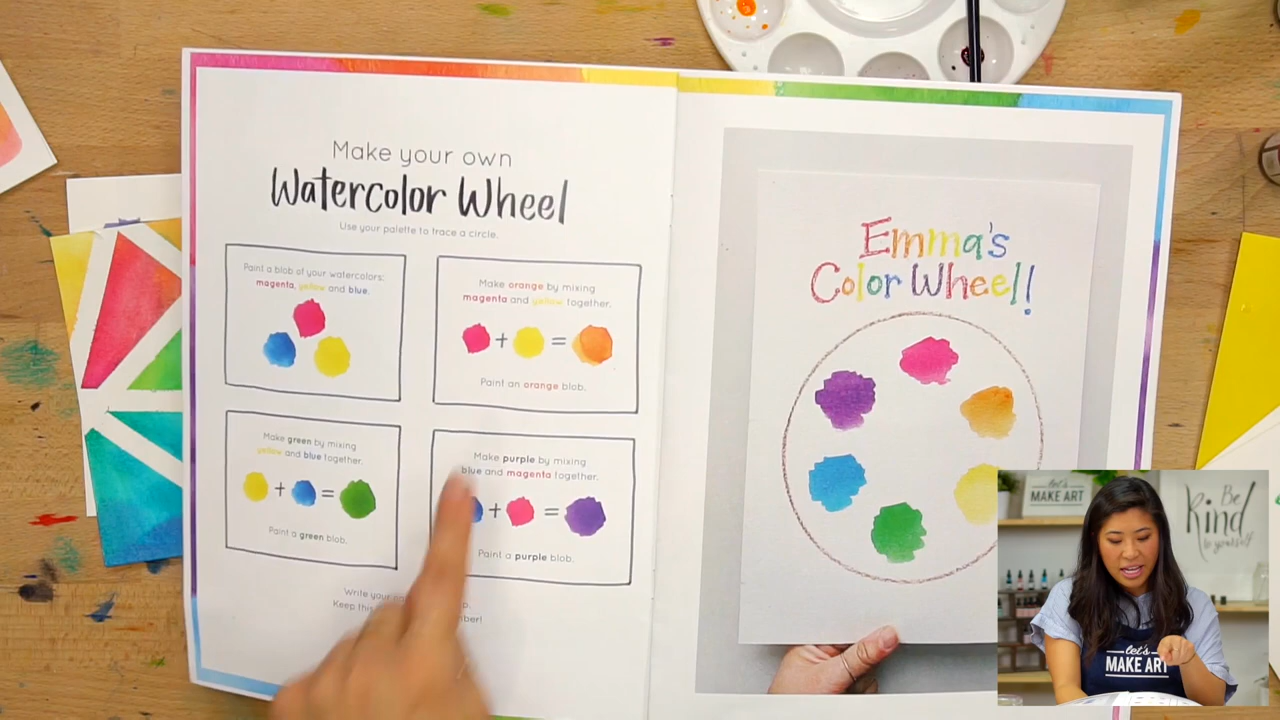 Make your own
Watercolor Wheel
Use your palette to trace a circle.
Paint a blob of your watercolors:
magenta, yellow and blue.
Make orange by mixing
magenta and yellow together.
+ =
Paint an orange blob.
Make green by mixing
yellow and blue together.
+ =
Paint a green blob.
Make purple by mixing
blue and magenta together.
+ =
Paint a purple blob.
Write your
Keep this
Emma's
Color Wheel!
let's
MAKE ART
Be
Kind
to yourself
let's
MAKE ART